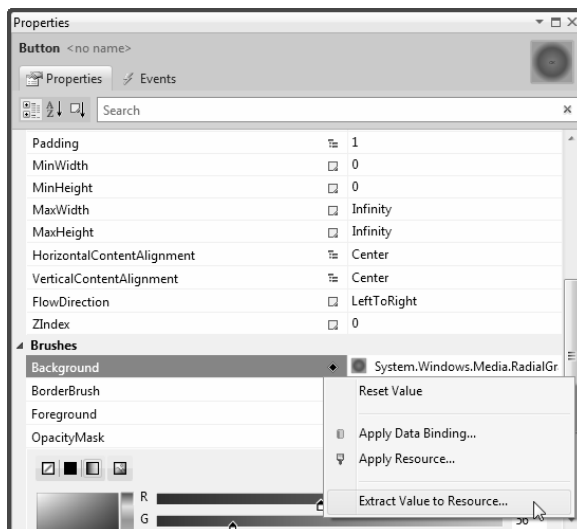 Properties
Button <no name>
Properties Events
Search
Padding 1
MinWidth 0
MinHeight 0
MaxWidth Infinity
MaxHeight Infinity
HorizontalContentAlignment Center
VerticalContentAlignment Center
FlowDirection LeftToRight
ZIndex 0
Brushes
Background System.Windows.Media.RadialGr
BorderBrush
Reset Value
Foreground
OpacityMask
Apply Data Binding...
Apply Resource...
Extract Value to Resource...
R
G